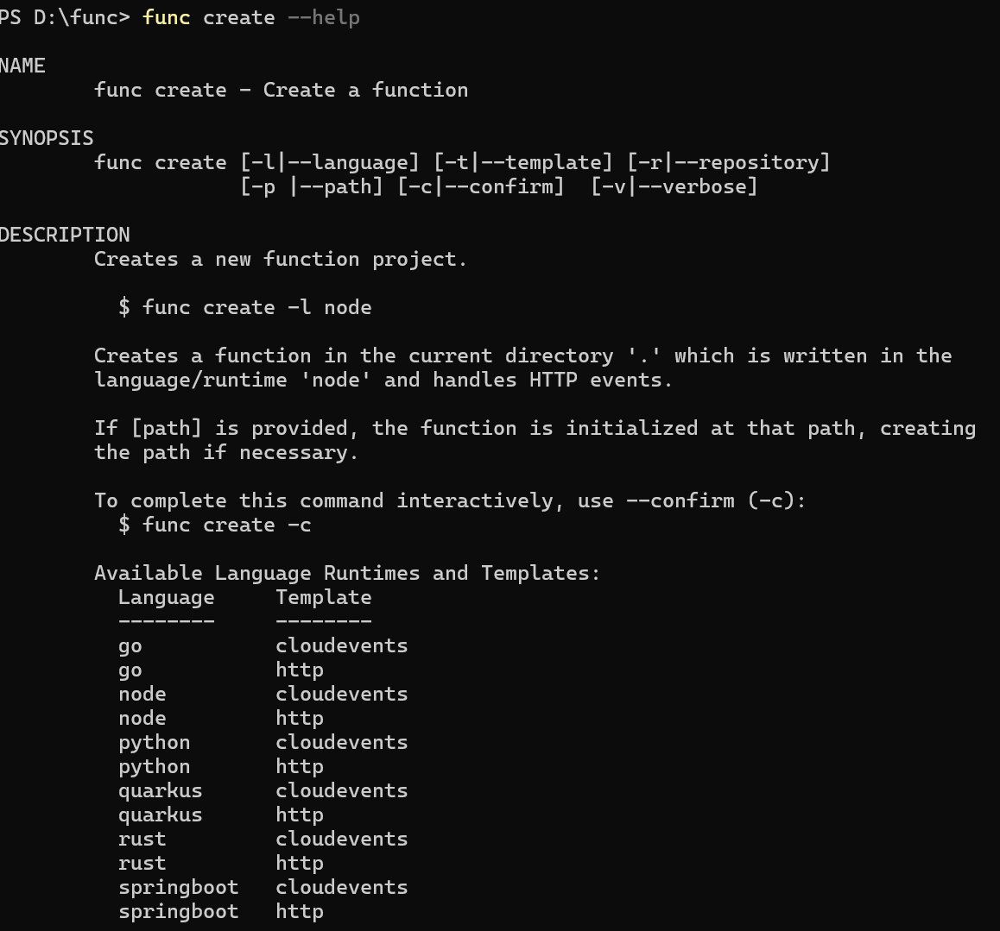 PS D:\func> func create --help
NAME
func create - Create a function
SYNOPSIS
func create [-l|--language] [-t|--template] [-r|--repository]
[-p |--path] [-c|--confirm]  [-v|--verbose]
DESCRIPTION
Creates a new function project.
$ func create -l node
Creates a function in the current directory '.' which is written in the
language/runtime 'node' and handles HTTP events.
If [path] is provided, the function is initialized at that path, creating
the path if necessary.
To complete this command interactively, use --confirm (-c):
$ func create -c
Available Language Runtimes and Templates:
Language     Template
--------     --------
go           cloudevents
go           http
node         cloudevents
node         http
python       cloudevents
python       http
quarkus      cloudevents
quarkus      http
rust         cloudevents
rust         http
springboot   cloudevents
springboot   http